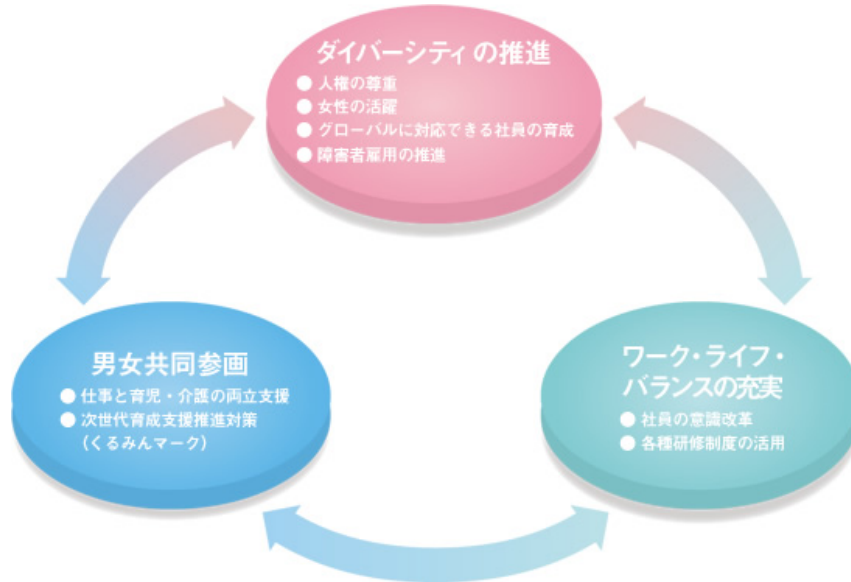 ダイバーシティの推進
● 人権の尊重
● 女性の活躍
● グローバルに対応できる社員の育成
● 障害者雇用の推進
男女共同参画
● 仕事と育児・介護の両立支援
● 次世代育成支援推進対策
(くるみんマーク)
ワーク・ライフ・
バランスの充実
● 社員の意識改革
● 各種研修制度の活用